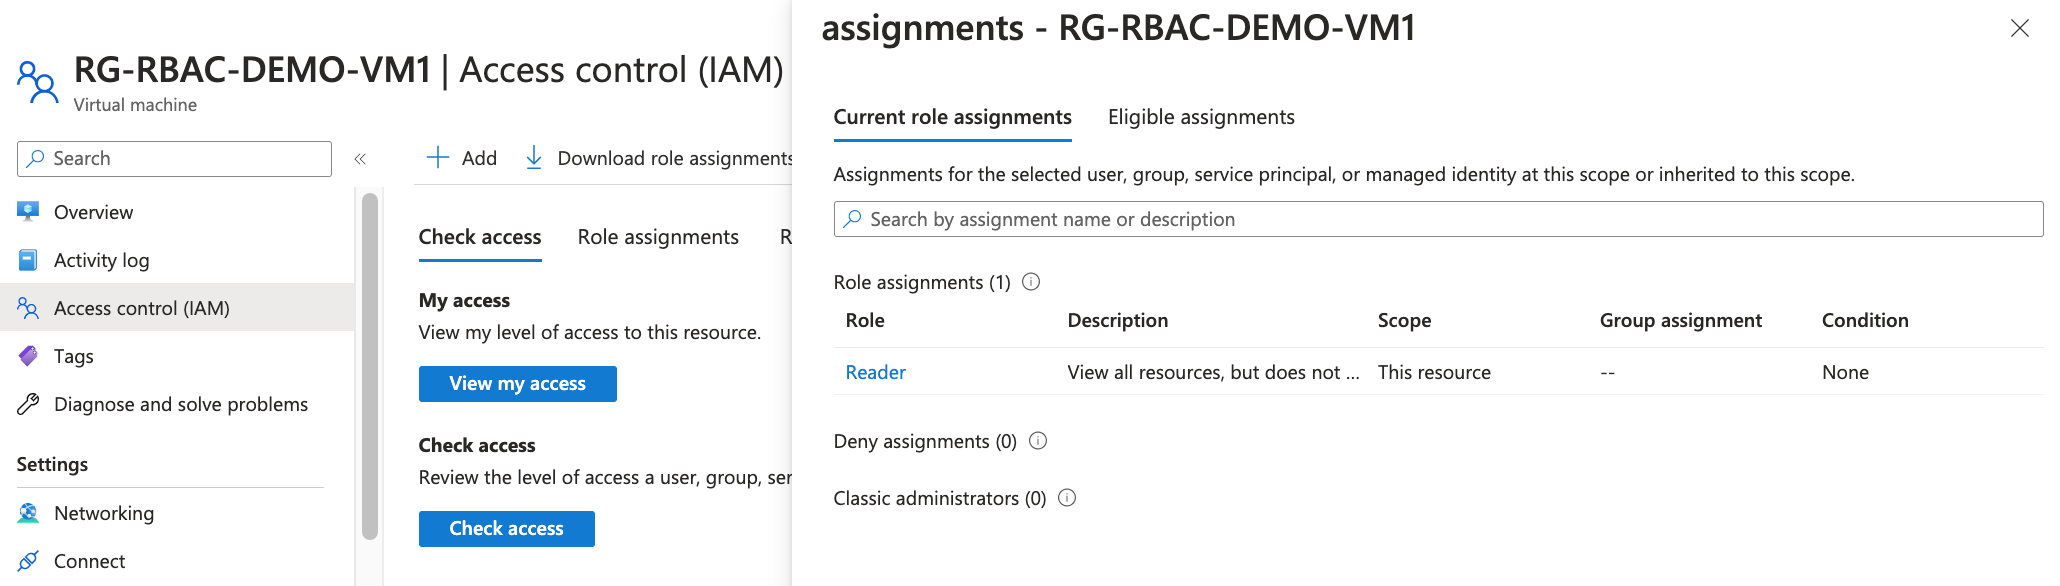 RG-RBAC-DEMO-VM1 | Access control (IAM)
Virtual machine
Search
«
Overview
Activity log
Access control (IAM)
Tags
Diagnose and solve problems
Settings
Networking
Connect
Add
Download role assignments
Check access
Role assignments
R
My access
View my level of access to this resource.
View my access
Check access
Review the level of access a user, group, ser
Check access
assignments - RG-RBAC-DEMO-VM1
Current role assignments
Eligible assignments
Assignments for the selected user, group, service principal, or managed identity at this scope or inherited to this scope.
Search by assignment name or description
Role assignments (1)
Role Description Scope Group assignment Condition
Reader View all resources, but does not ... This resource -- None
Deny assignments (0)
Classic administrators (0)